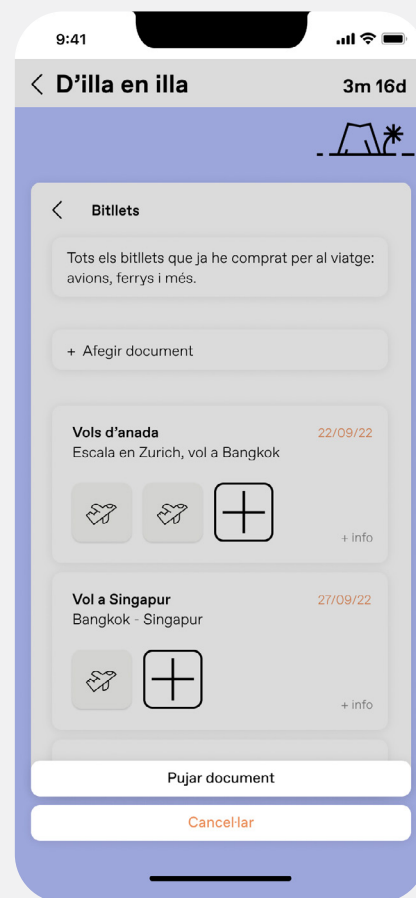 9:41
D’illa en illa
3m 16d
Bitllets
Tots els bitllets que ja he comprat per al viatge:
avions, ferrys i més.
+ Afegir document
Vols d’anada
22/09/22
Escala en Zurich, vol a Bangkok
+ info
Vol a Singapur
27/09/22
Bangkok - Singapur
+ info
Pujar document
Cancel·lar